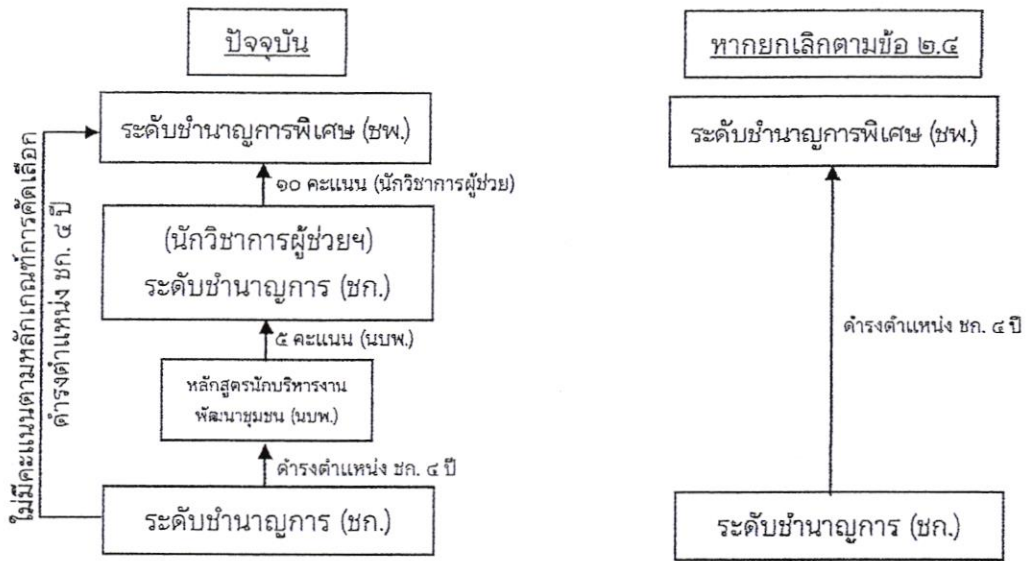 ปัจจุบัน
ระดับชำนาญการพิเศษ (ชพ.)
๑๐ คะแนน (นักวิชาการผู้ช่วย)
(นักวิชาการผู้ช่วยฯ)
ระดับชำนาญการ (ชก.)
๕ คะแนน (นบพ.)
หลักสูตรนักบริหารงาน
พัฒนาชุมชน (นบพ.)
ดำรงตำแหน่ง ชก. ๔ ปี
ระดับชำนาญการ (ชก.)
ไม่มีคะแนนตามหลักเกณฑ์การคัดเลือก
ดำรงตำแหน่ง ชก. ๔ ปี
หากยกเลิกตามข้อ ๒.๔
ระดับชำนาญการพิเศษ (ชพ.)
ดำรงตำแหน่ง ชก. ๔ ปี
ระดับชำนาญการ (ชก.)